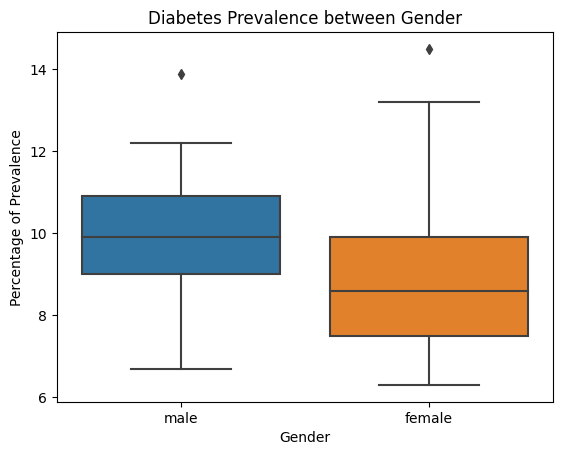 Diabetes Prevalence between Gender
Percentage of Prevalence
14
12
10
8
6
male female
Gender